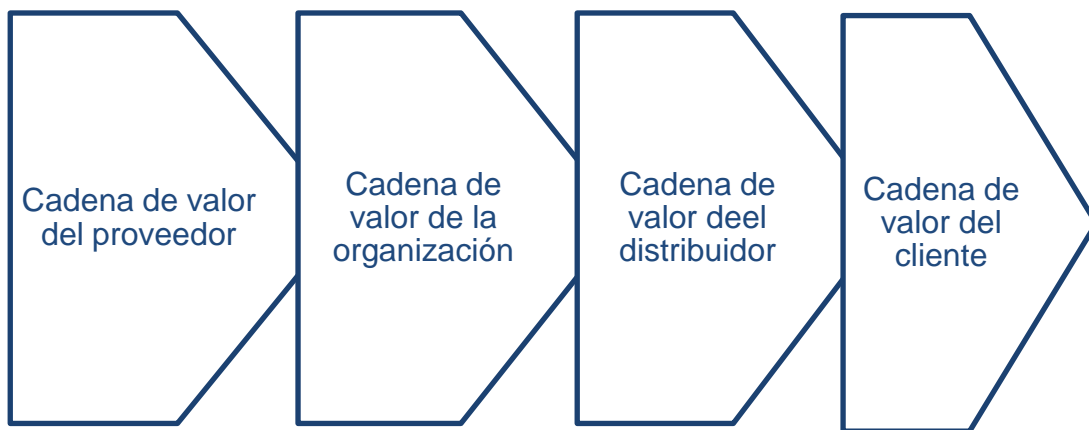 Cadena de valor
del proveedor
Cadena de
valor de la
organización
Cadena de
valor deel
distribuidor
Cadena de
valor del
cliente